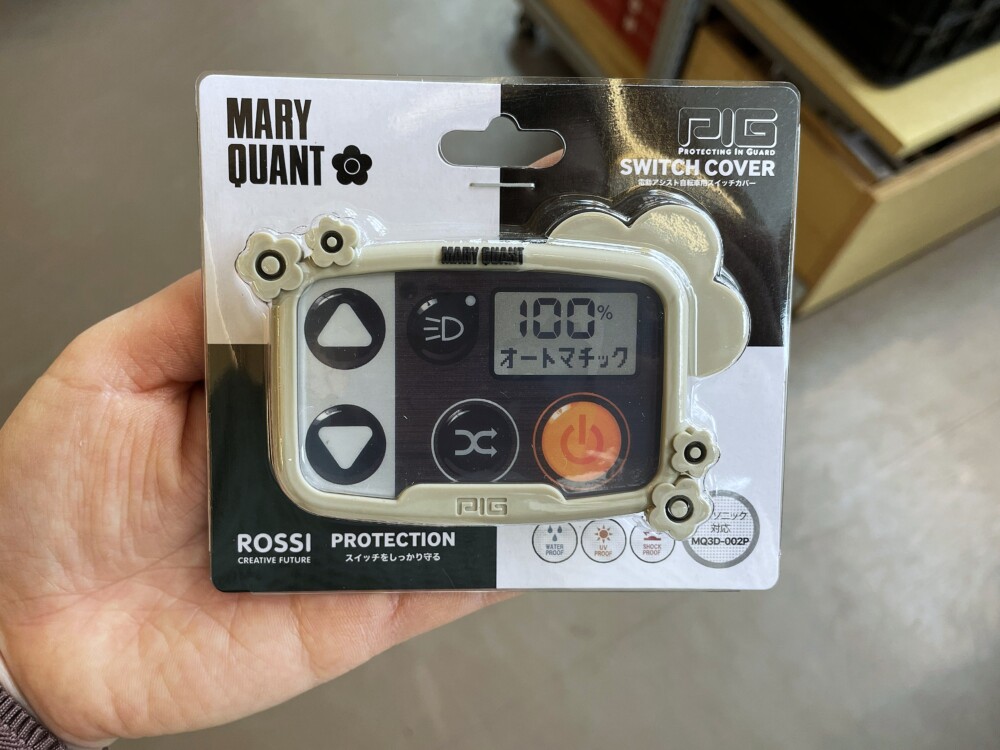 MARY
QUANT
PIG
PROTECTING IN GUARD
SWITCH COVER
電動アシスト自転車用スイッチカバー
MARY QUANT
100%
オートマチック
PIG
ROSSI
CREATIVE FUTURE
PROTECTION
スイッチをしっかり守る
WATER
PROOF
UV
PROOF
SHOCK
PROOF
ソニック
対応
MQ3D-002P